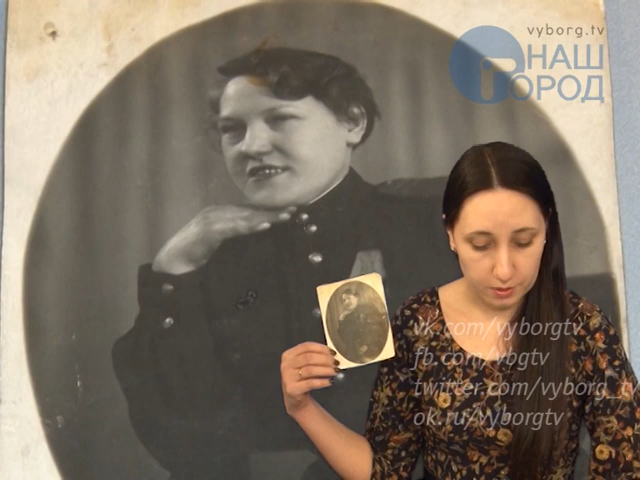 vyborg.tv
НАШ
ГОРОД
vk.com/vyborgtv
fb.com/vbgtv
twitter.com/vyborg_tv
ok.ru/vyborgtv